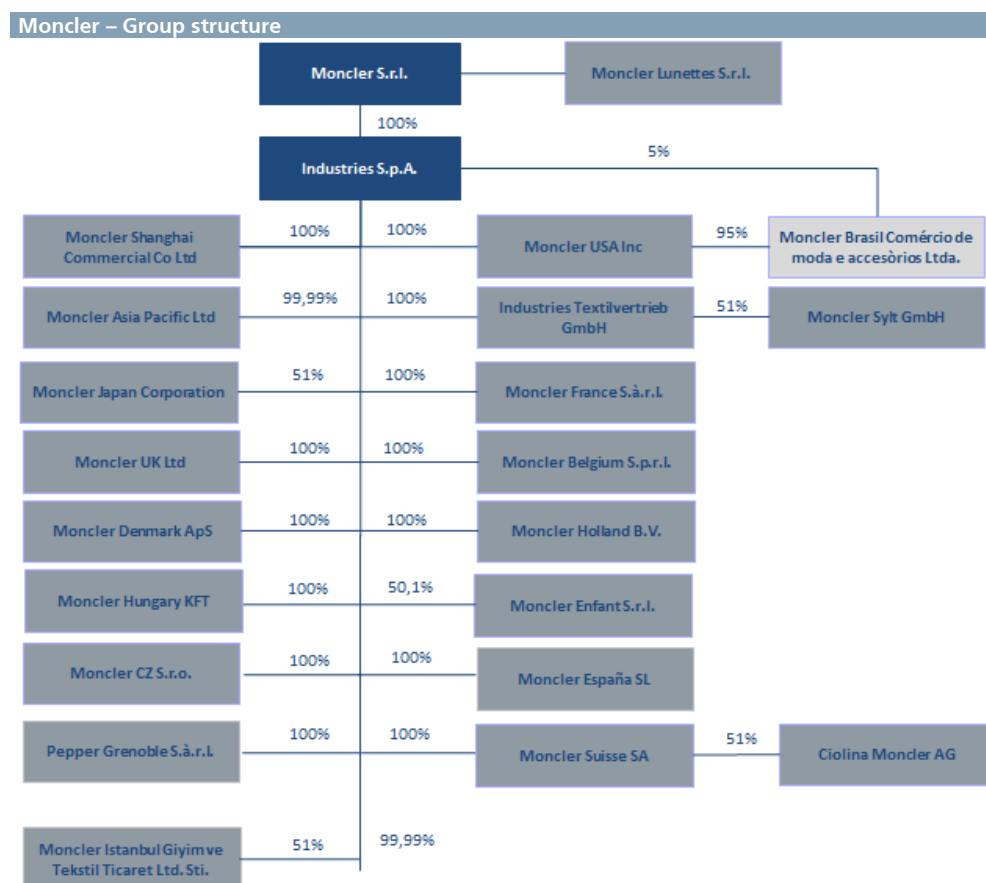 Moncler – Group structure
Moncler S.r.l.
Moncler Lunettes S.r.l.
100%
Industries S.p.A.
5%
Moncler Shanghai
Commercial Co Ltd
100%
100%
Moncler USA Inc
95%
Moncler Brasil Comércio de
moda e accesòrios Ltda.
Moncler Asia Pacific Ltd
99,99%
100%
Industries Textilvertrieb
GmbH
51%
Moncler Sylt GmbH
Moncler Japan Corporation
51%
100%
Moncler France S.à.r.l.
Moncler UK Ltd
100%
100%
Moncler Belgium S.p.r.l.
Moncler Denmark ApS
100%
100%
Moncler Holland B.V.
Moncler Hungary KFT
100%
50,1%
Moncler Enfant S.r.l.
Moncler CZ S.r.o.
100%
100%
Moncler España SL
Pepper Grenoble S.à.r.l.
100%
100%
Moncler Suisse SA
51%
Ciolina Moncler AG
Moncler Istanbul Giyim ve
Tekstil Ticaret Ltd. Sti.
51%
99,99%